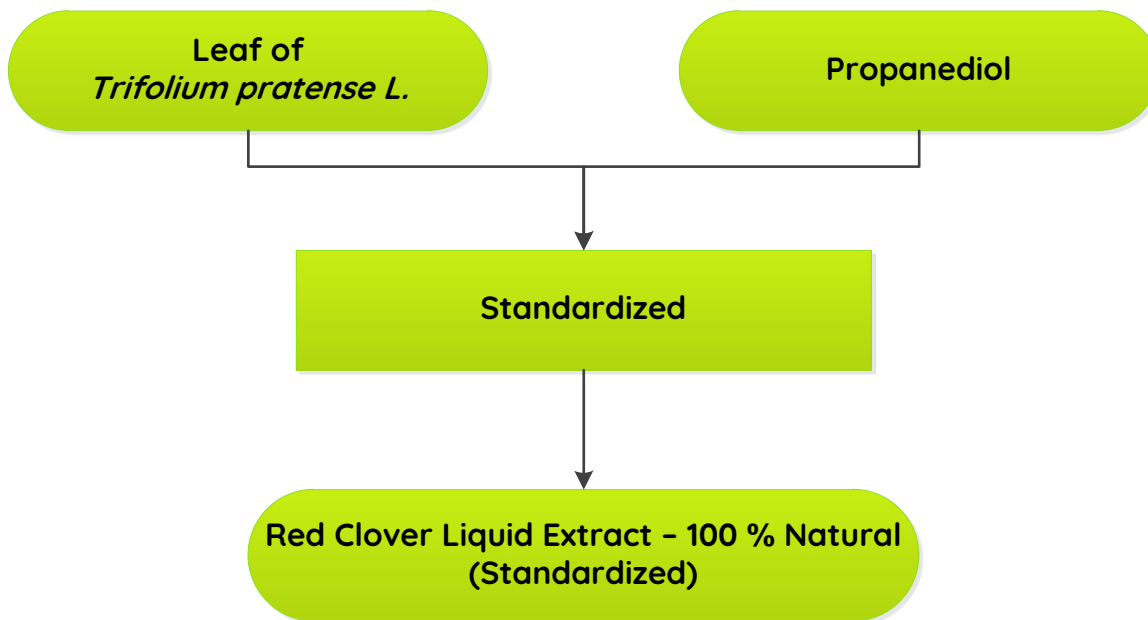 Leaf of
Trifolium pratense L.
Propanediol
Standardized
Red Clover Liquid Extract – 100 % Natural
(Standardized)